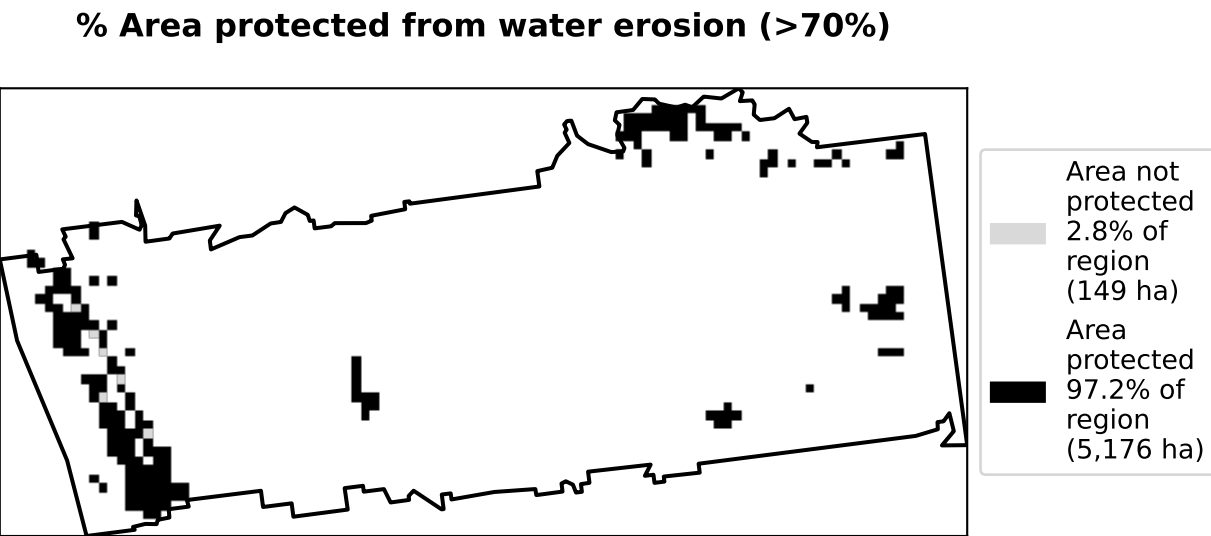 % Area protected from water erosion (>70%)
Area not
protected
2.8% of
region
(149 ha)
Area
protected
97.2% of
region
(5,176 ha)